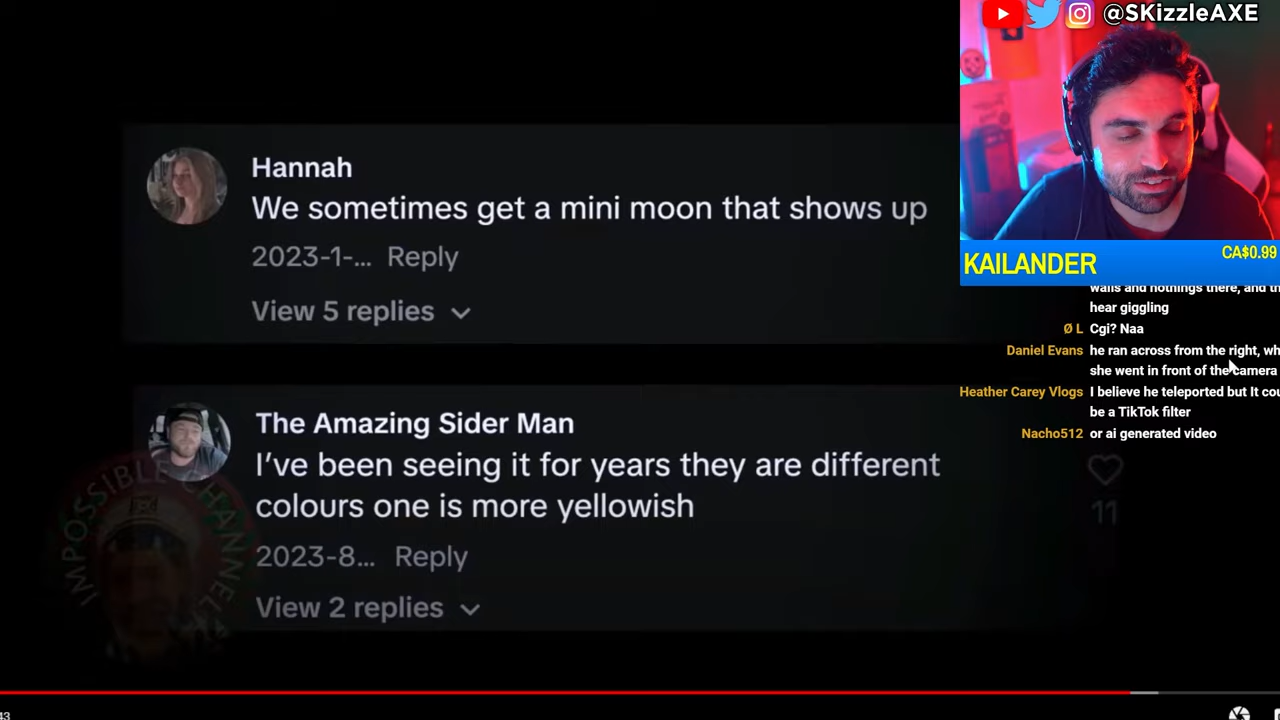 @SKizzleAXE
Hannah
We sometimes get a mini moon that shows up
2023-1-... Reply
View 5 replies
KAILANDER
CA$0.99
walls and nothings there, and th
hear giggling
Ø L Cgi? Naa
Daniel Evans he ran across from the right, wh
she went in front of the camera
Heather Carey Vlogs I believe he teleported but It cou
be a TikTok filter
Nacho512 or ai generated video
The Amazing Sider Man
I've been seeing it for years they are different
colours one is more yellowish
11
2023-8... Reply
View 2 replies
IMPOSSIBLE CHANNEL
43